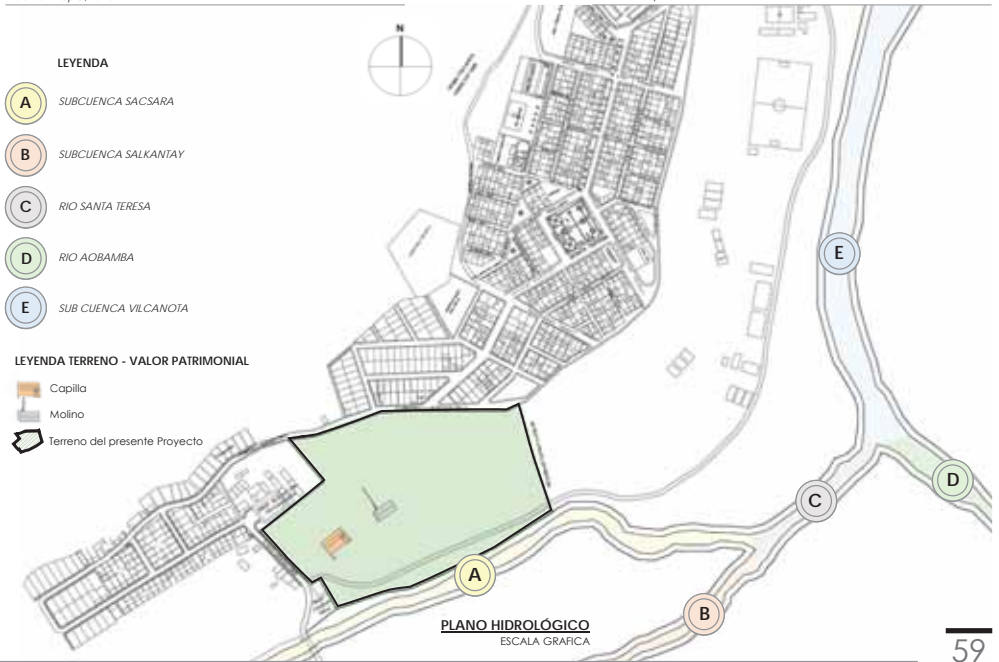 N
LEYENDA
A SUBCUENCA SACSARA
B SUBCUENCA SALKANTAY
C RIO SANTA TERESA
D RIO AOBAMBA
E SUB CUENCA VILCANOTA
LEYENDA TERRENO - VALOR PATRIMONIAL
Capilla
Molino
Terreno del presente Proyecto
E
D
C
A
B
PLANO HIDROLÓGICO
ESCALA GRAFICA
59